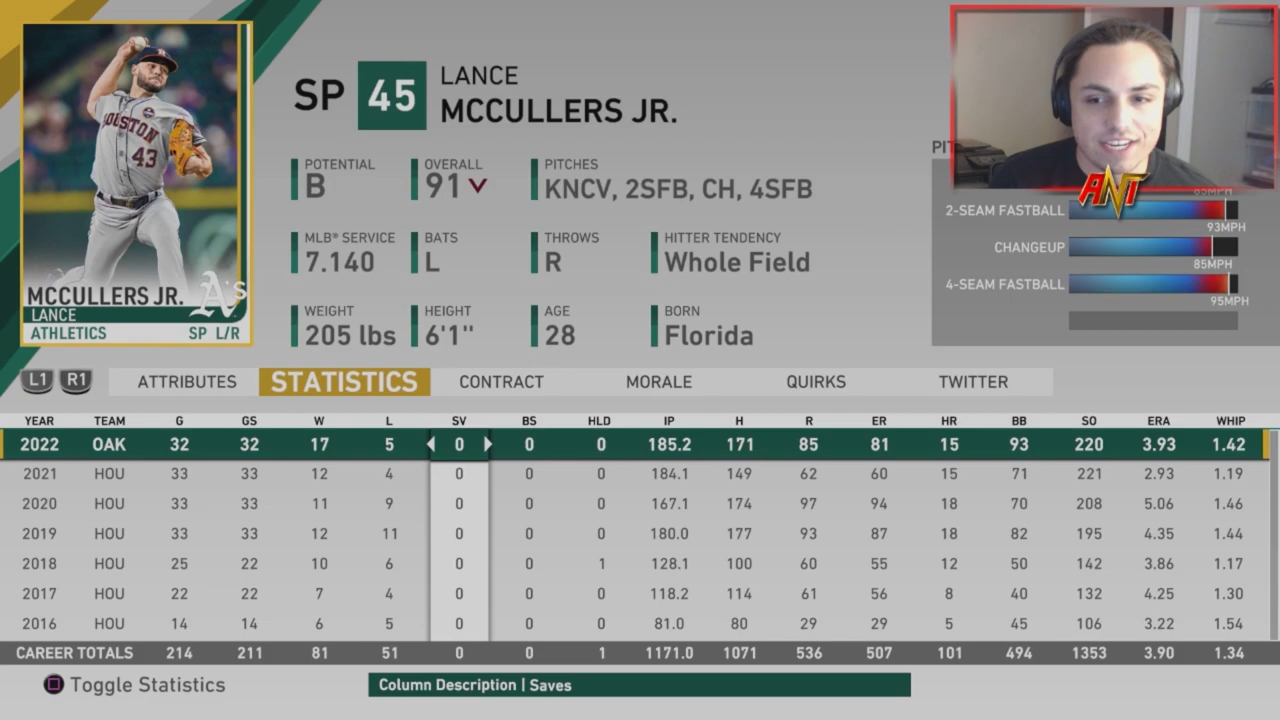 HOUSTON
43
MCCULLERS JR.
A's
LANCE
ATHLETICS SP L/R
SP 45 LANCE
MCCULLERS JR.
POTENTIAL OVERALL PITCHES
B 91 KNCV, 2SFB, CH, 4SFB
MLB® SERVICE BATS THROWS HITTER TENDENCY
7.140 L R Whole Field
WEIGHT HEIGHT AGE BORN
205 lbs 6'1" 28 Florida
ANT
85MPH
2-SEAM FASTBALL
93MPH
CHANGEUP
85MPH
4-SEAM FASTBALL
95MPH
L1 R1 ATTRIBUTES STATISTICS CONTRACT MORALE QUIRKS TWITTER
YEAR TEAM G GS W L SV BS HLD IP H R ER HR BB SO ERA WHIP
2022 OAK 32 32 17 5 0 0 0 185.2 171 85 81 15 93 220 3.93 1.42
2021 HOU 33 33 12 4 0 0 0 184.1 149 62 60 15 71 221 2.93 1.19
2020 HOU 33 33 11 9 0 0 0 167.1 174 97 94 18 70 208 5.06 1.46
2019 HOU 33 33 12 11 0 0 0 180.0 177 93 87 18 82 195 4.35 1.44
2018 HOU 25 22 10 6 0 0 1 128.1 100 60 55 12 50 142 3.86 1.17
2017 HOU 22 22 7 4 0 0 0 118.2 114 61 56 8 40 132 4.25 1.30
2016 HOU 14 14 6 5 0 0 0 81.0 80 29 29 5 45 106 3.22 1.54
CAREER TOTALS 214 211 81 51 0 0 1 1171.0 1071 536 507 101 494 1353 3.90 1.34
Toggle Statistics
Column Description | Saves